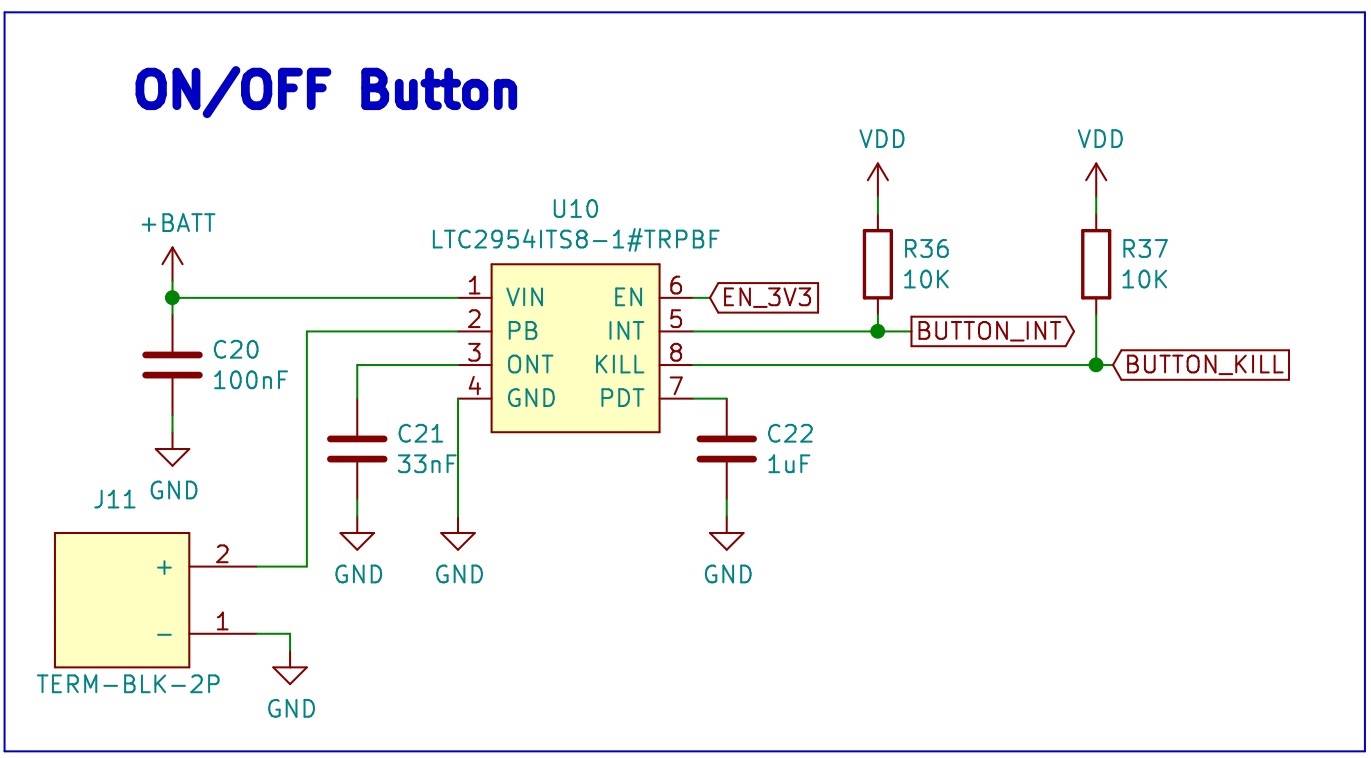 ON/OFF Button
VDD
VDD
U10
LTC2954ITS8-1#TRPBF
+BATT
R36
10K
R37
10K
1
VIN
EN
6
EN_3V3
2
PB
INT
5
BUTTON_INT
3
ONT
KILL
8
BUTTON_KILL
4
GND
PDT
7
C20
100nF
C21
33nF
C22
1uF
GND
J11
GND
GND
GND
+
2
-
1
TERM-BLK-2P
GND